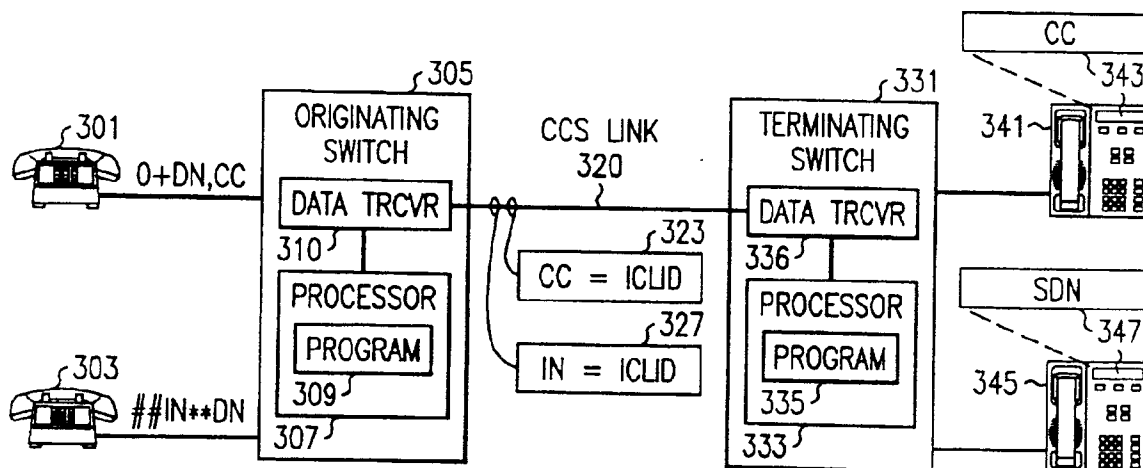 301
0+DN,CC
303
##IN**DN
305
ORIGINATING
SWITCH
DATA TRCVR
310
PROCESSOR
PROGRAM
309
307
CCS LINK
320
323
CC = ICLID
327
IN = ICLID
331
TERMINATING
SWITCH
DATA TRCVR
336
PROCESSOR
PROGRAM
335
333
CC
343
341
SDN
347
345